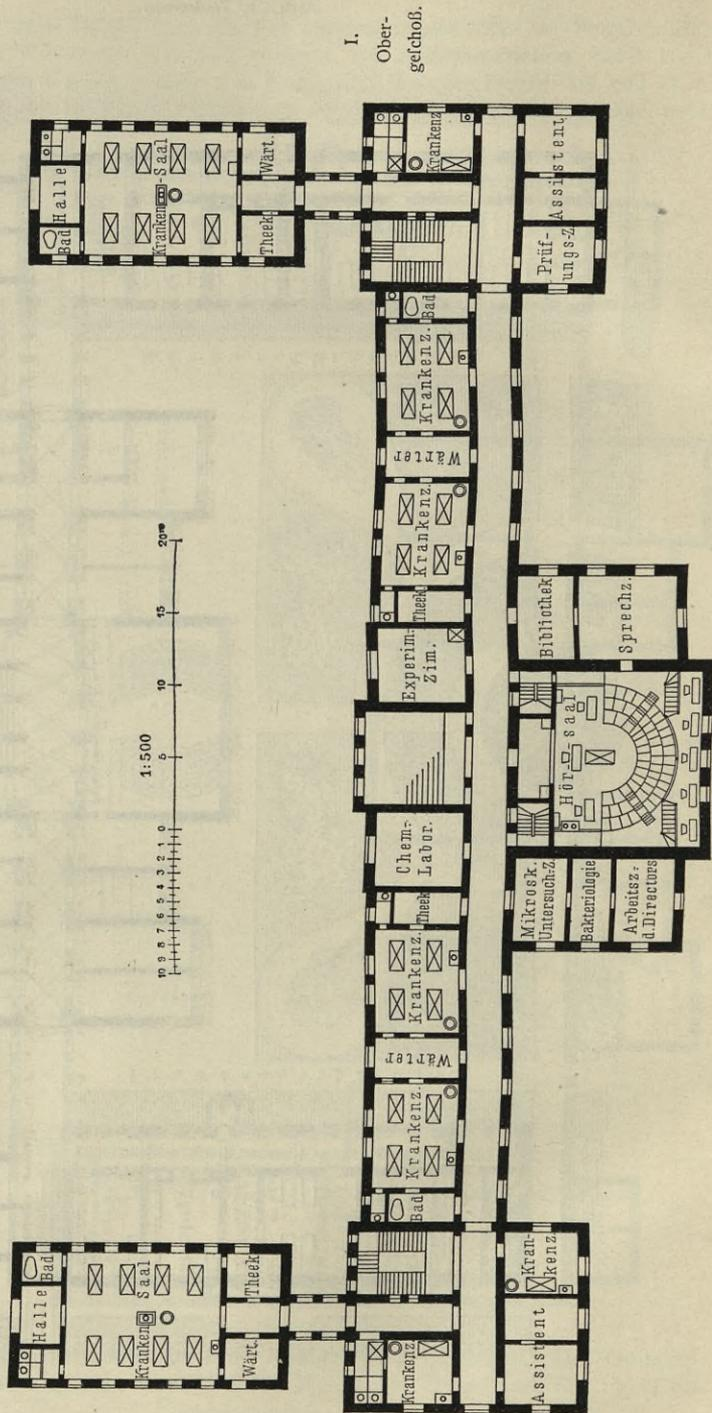 I.
Ober-
geſchoß.
Halle
Bad
Kranken-Saal
Theek
Wärt.
Krankenz
Prüf-
ungs-Z.
Assistent
Bad
Krankenz.
Wärter
Krankenz.
Theek
Experim-
Zim.
Bibliothek
Sprechz.
1:500
10 9 8 7 6 5 4 3 2 1 0 5 10 15 20m
Hör-saal
Chem-
Labor.
Theek
Krankenz.
Wärter
Krankenz.
Bad
Mikrosk.
Untersuch-Z.
Bakteriologie
Arbeitsz.
d.Directors
Halle
Bad
Kranken Saal
Wärt.
Theek
Krankenz.
Assistent
Kran-
kenz.